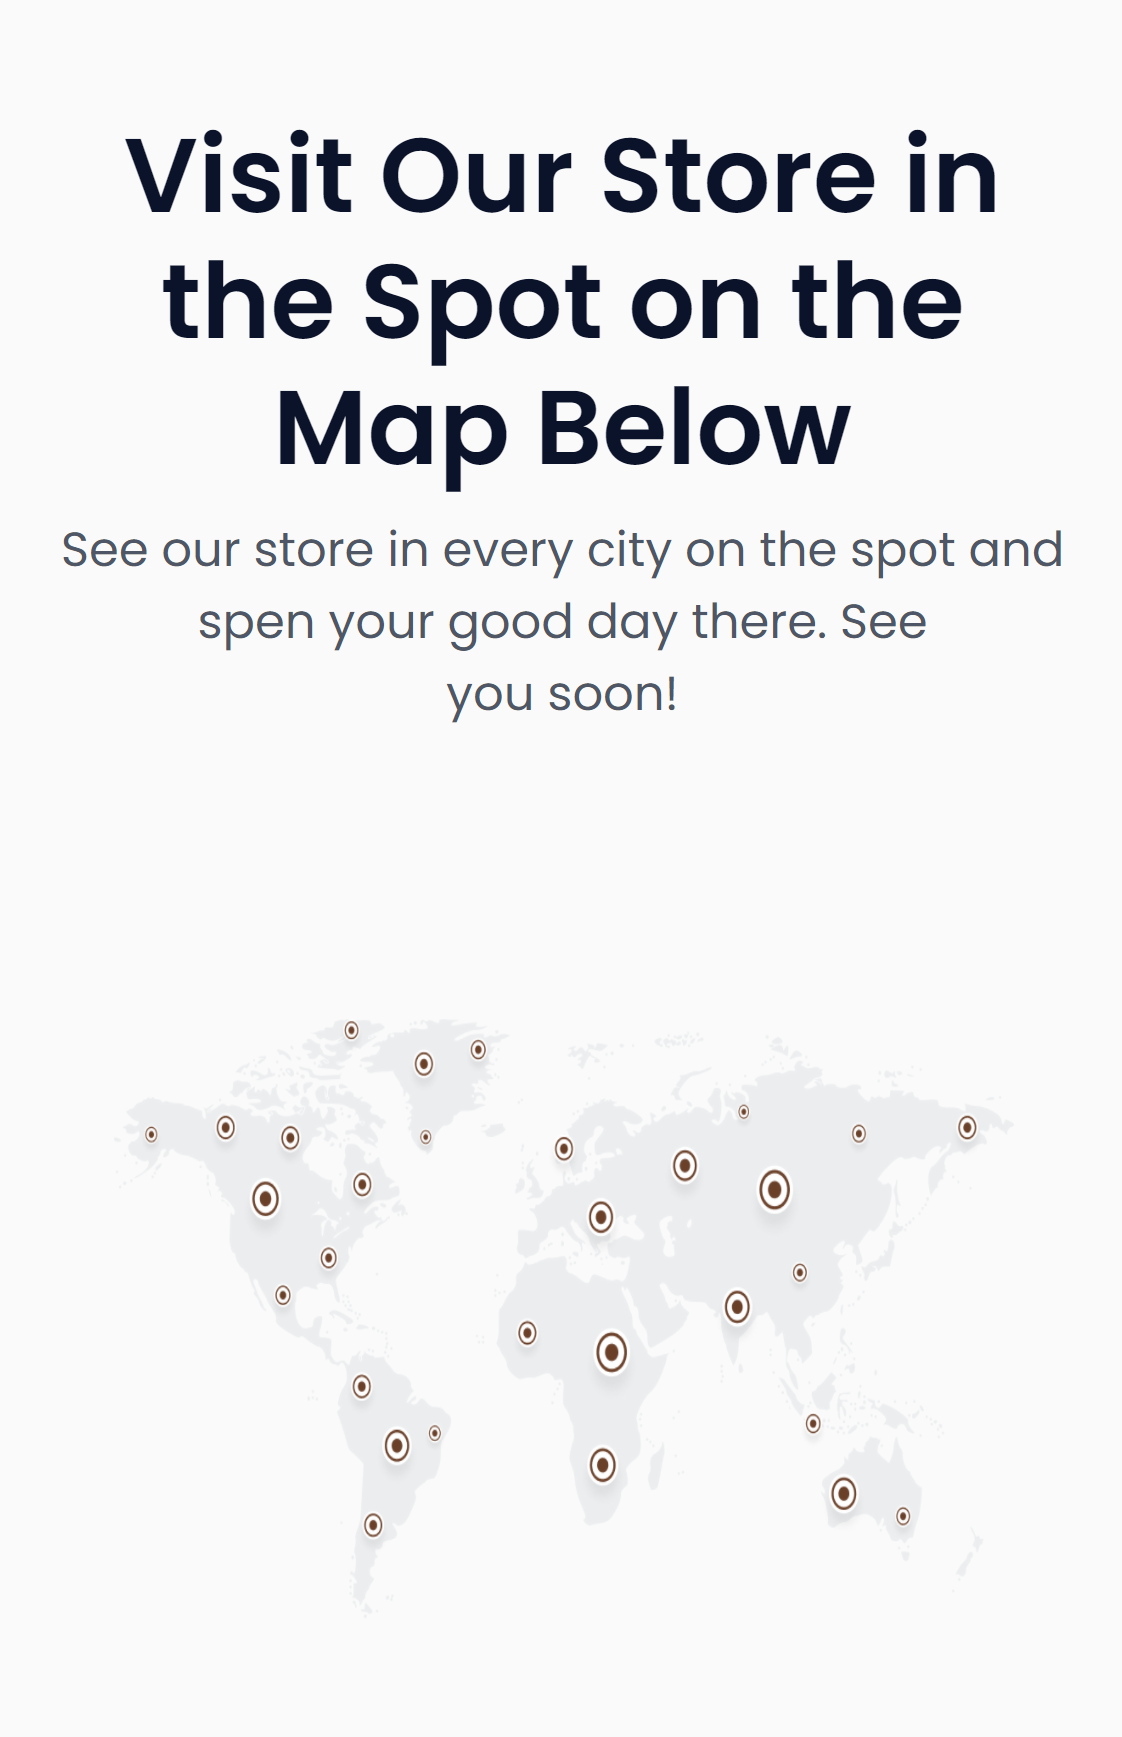 Visit Our Store in
the Spot on the
Map Below
See our store in every city on the spot and
spen your good day there. See
you soon!